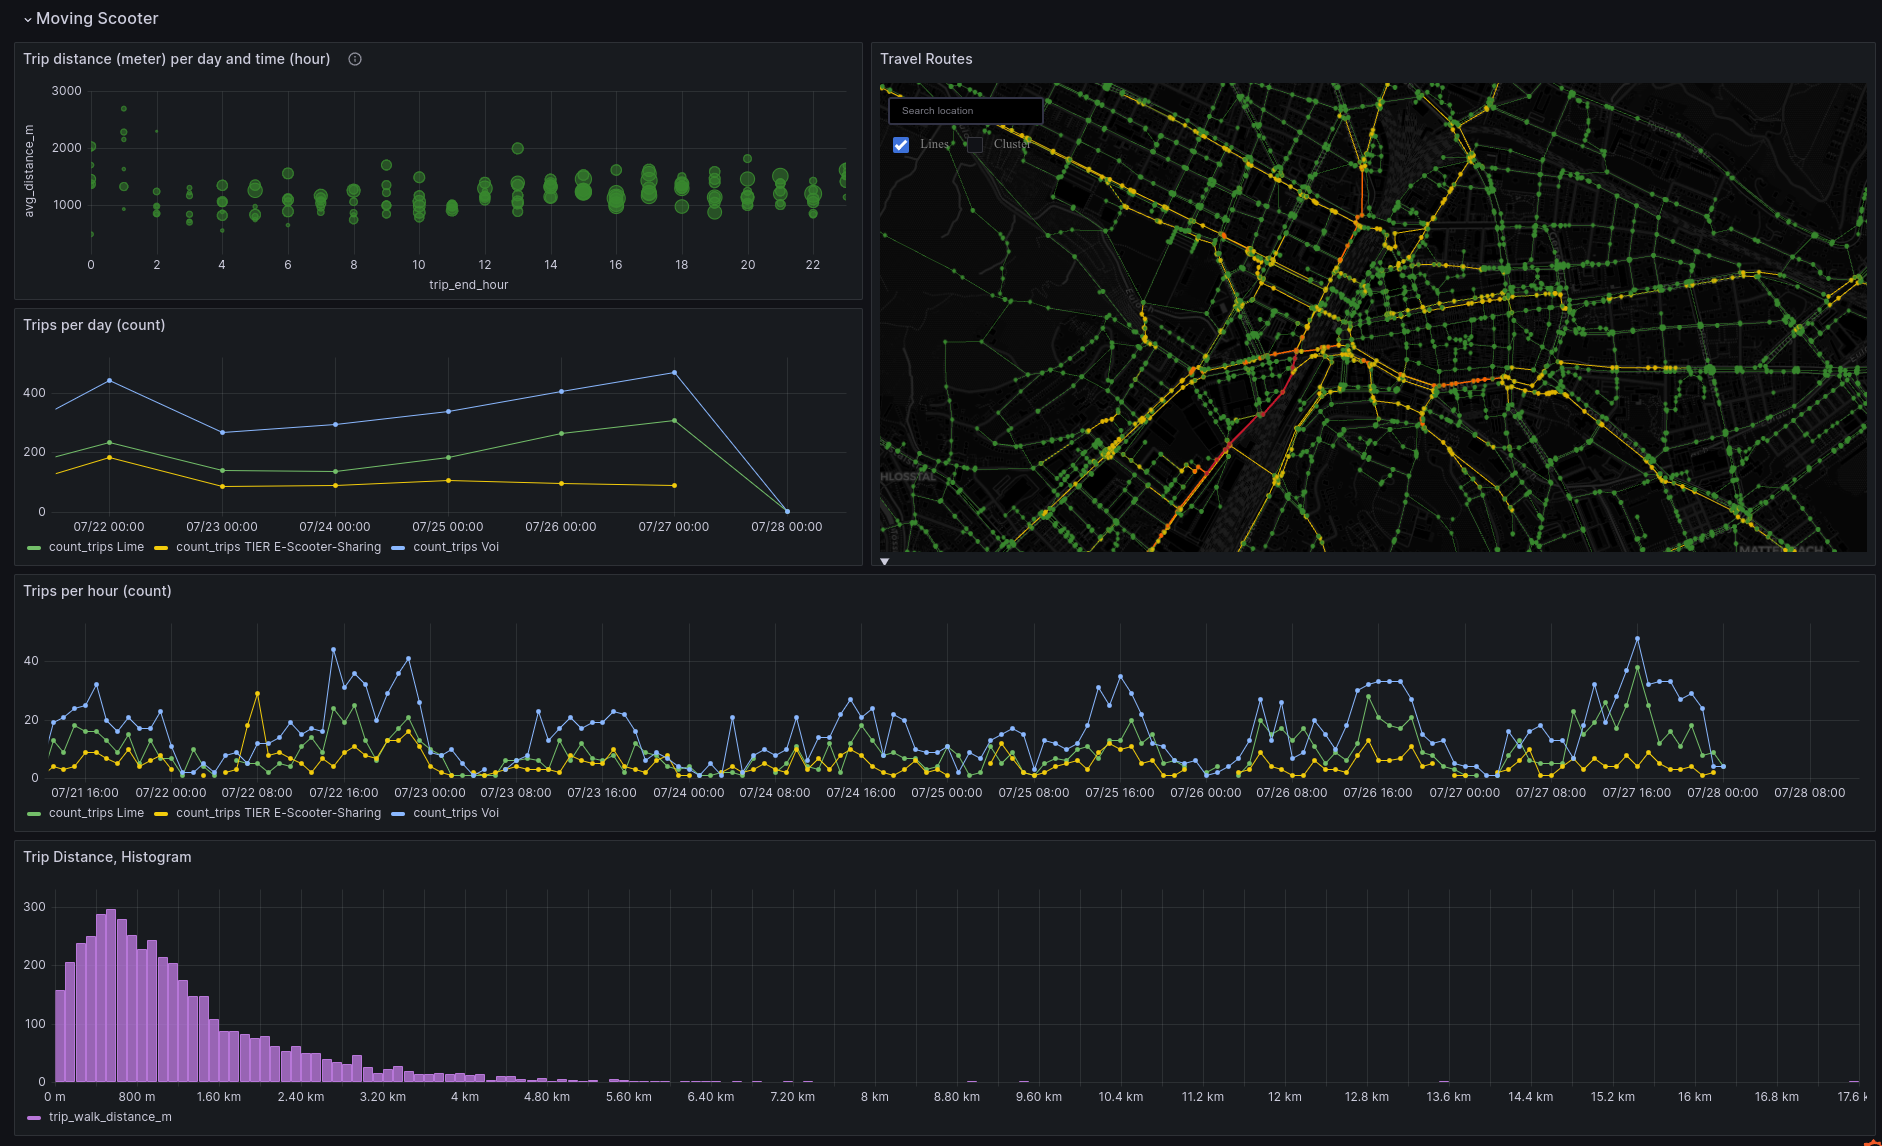 Moving Scooter
Trip distance (meter) per day and time (hour)
3000
2000
1000
avg_distance_m
0 2 4 6 8 10 12 14 16 18 20 22
trip_end_hour
Travel Routes
Search location
Lines Cluster
HLOSSTAL
Trips per day (count)
400
200
0
07/22 00:00 07/23 00:00 07/24 00:00 07/25 00:00 07/26 00:00 07/27 00:00 07/28 00:00
count_trips Lime count_trips TIER E-Scooter-Sharing count_trips Voi
Trips per hour (count)
40
20
0
07/21 16:00 07/22 00:00 07/22 08:00 07/22 16:00 07/23 00:00 07/23 08:00 07/23 16:00 07/24 00:00 07/24 08:00 07/24 16:00 07/25 00:00 07/25 08:00 07/25 16:00 07/26 00:00 07/26 08:00 07/26 16:00 07/27 00:00 07/27 08:00 07/27 16:00 07/28 00:00 07/28 08:00
count_trips Lime count_trips TIER E-Scooter-Sharing count_trips Voi
Trip Distance, Histogram
300
200
100
0
0 m 800 m 1.60 km 2.40 km 3.20 km 4 km 4.80 km 5.60 km 6.40 km 7.20 km 8 km 8.80 km 9.60 km 10.4 km 11.2 km 12 km 12.8 km 13.6 km 14.4 km 15.2 km 16 km 16.8 km 17.6 k
trip_walk_distance_m